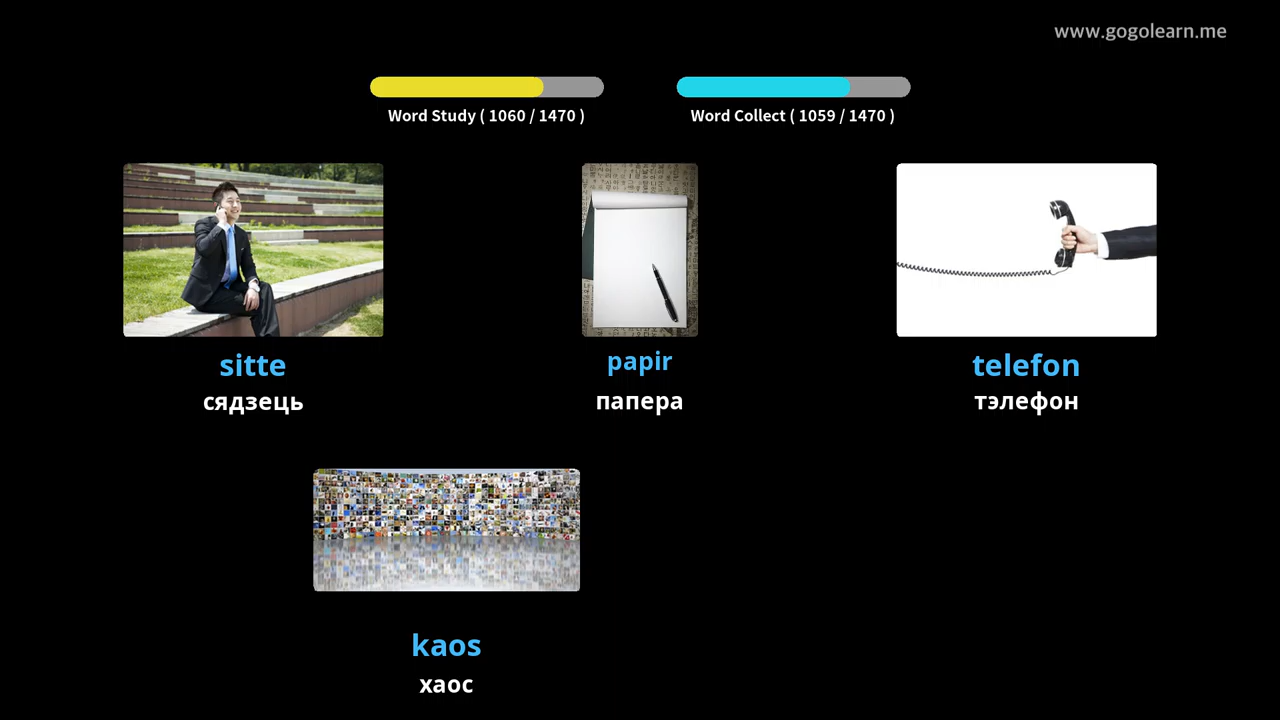 www.gogolearn.me
Word Study ( 1060 / 1470 )
Word Collect ( 1059 / 1470 )
sitte
сядзець
papir
папера
telefon
тэлефон
kaos
хаос